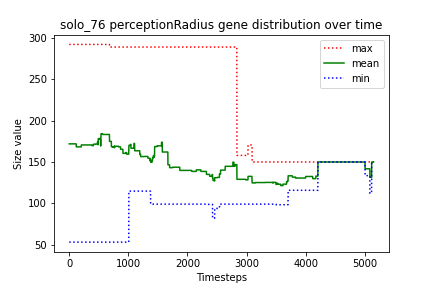 solo_76 perceptionRadius gene distribution over time
300
250
200
150
100
50
Size value
max
mean
min
0
1000
2000
3000
4000
5000
Timesteps